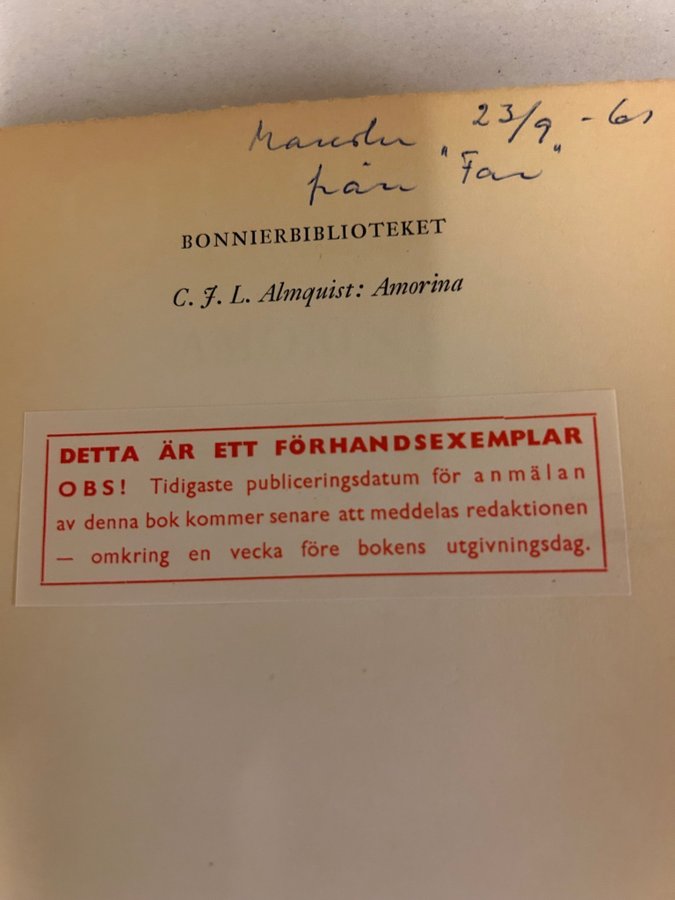 23/9 - 61
från "Far"
BONNIERBIBLIOTEKET
C. J. L. Almquist: Amorina
DETTA ÄR ETT FÖRHANDSEXEMPLAR
OBS! Tidigaste publiceringsdatum för anmälan
av denna bok kommer senare att meddelas redaktionen
— omkring en vecka före bokens utgivningsdag.